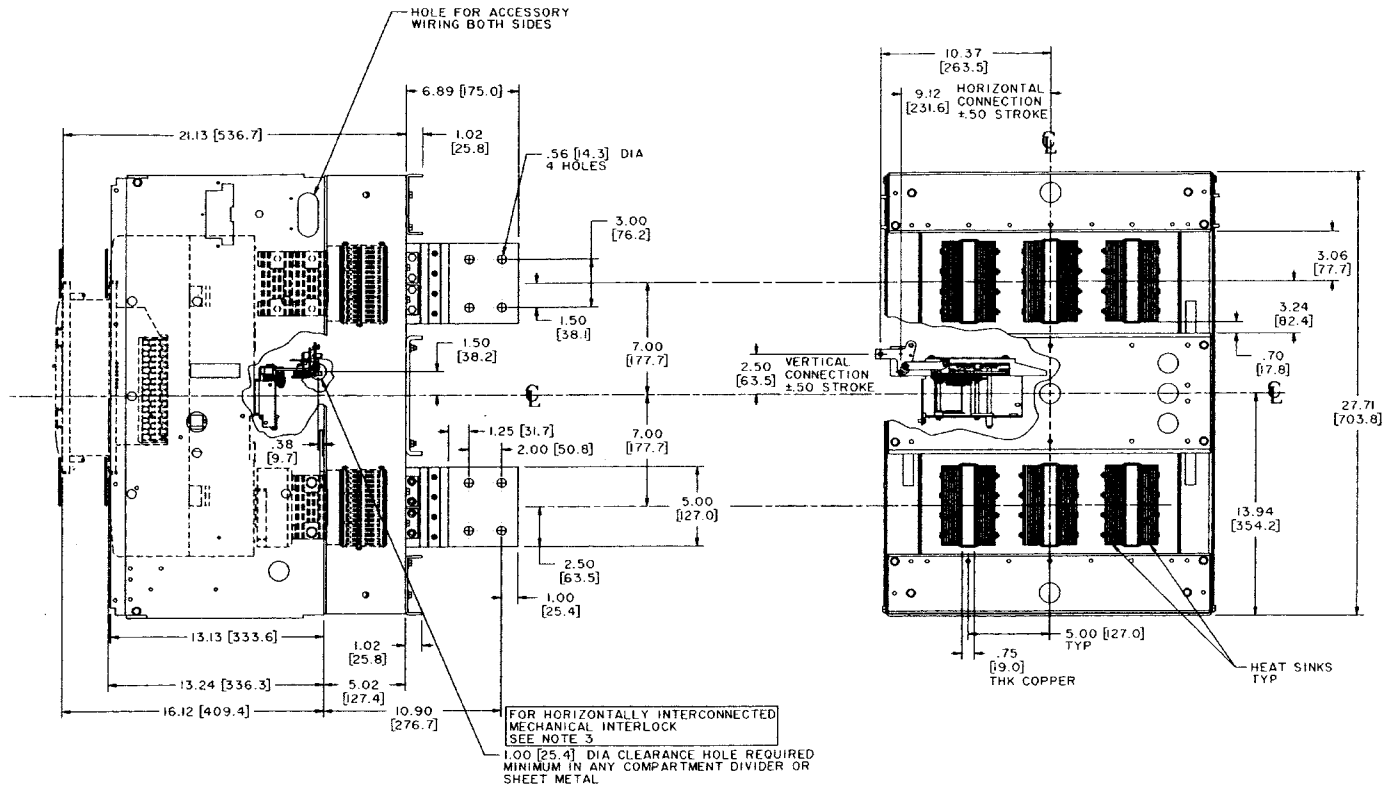 HOLE FOR ACCESSORY
WIRING BOTH SIDES
6.89 [175.0]
21.13 [536.7]
1.02
[25.8]
.56 [14.3] DIA
4 HOLES
3.00
[76.2]
1.50
[38.1]
1.50
[38.2]
7.00
[177.7]
CL
.38
[9.7]
1.25 [31.7]
2.00 [50.8]
7.00
[177.7]
5.00
[127.0]
2.50
[63.5]
1.00
[25.4]
13.13 [333.6]
1.02
[25.8]
13.24 [336.3]
5.02
[127.4]
16.12 [409.4]
10.90
[276.7]
FOR HORIZONTALLY INTERCONNECTED
MECHANICAL INTERLOCK
SEE NOTE 3
1.00 [25.4] DIA CLEARANCE HOLE REQUIRED
MINIMUM IN ANY COMPARTMENT DIVIDER OR
SHEET METAL
10.37
[263.5]
9.12
[231.6]
HORIZONTAL
CONNECTION
±.50 STROKE
CL
3.06
[77.7]
3.24
[82.4]
.70
[17.8]
2.50
[63.5]
VERTICAL
CONNECTION
±.50 STROKE
CL
27.71
[703.8]
13.94
[354.2]
5.00 [127.0]
TYP
.75
[19.0]
THK COPPER
HEAT SINKS
TYP